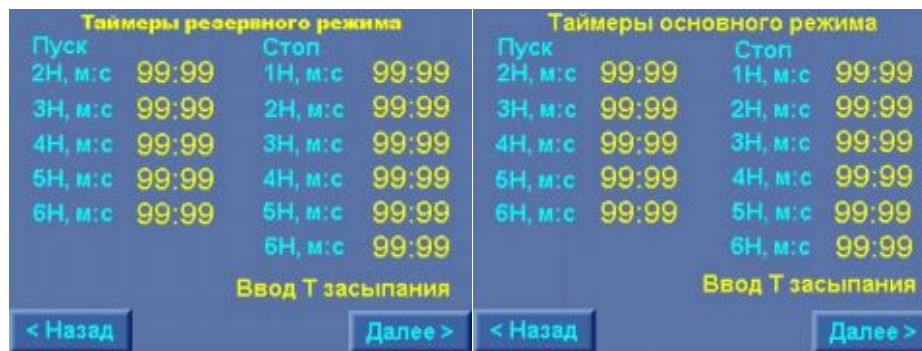 Таймеры резервного режима
Пуск Стоп
2Н, м:с 99:99 1Н, м:с 99:99
3Н, м:с 99:99 2Н, м:с 99:99
4Н, м:с 99:99 3Н, м:с 99:99
5Н, м:с 99:99 4Н, м:с 99:99
6Н, м:с 99:99 5Н, м:с 99:99
6Н, м:с 99:99
Ввод Т засыпания
< Назад Далее >
Таймеры основного режима
Пуск Стоп
2Н, м:с 99:99 1Н, м:с 99:99
3Н, м:с 99:99 2Н, м:с 99:99
4Н, м:с 99:99 3Н, м:с 99:99
5Н, м:с 99:99 4Н, м:с 99:99
6Н, м:с 99:99 5Н, м:с 99:99
6Н, м:с 99:99
Ввод Т засыпания
< Назад Далее >